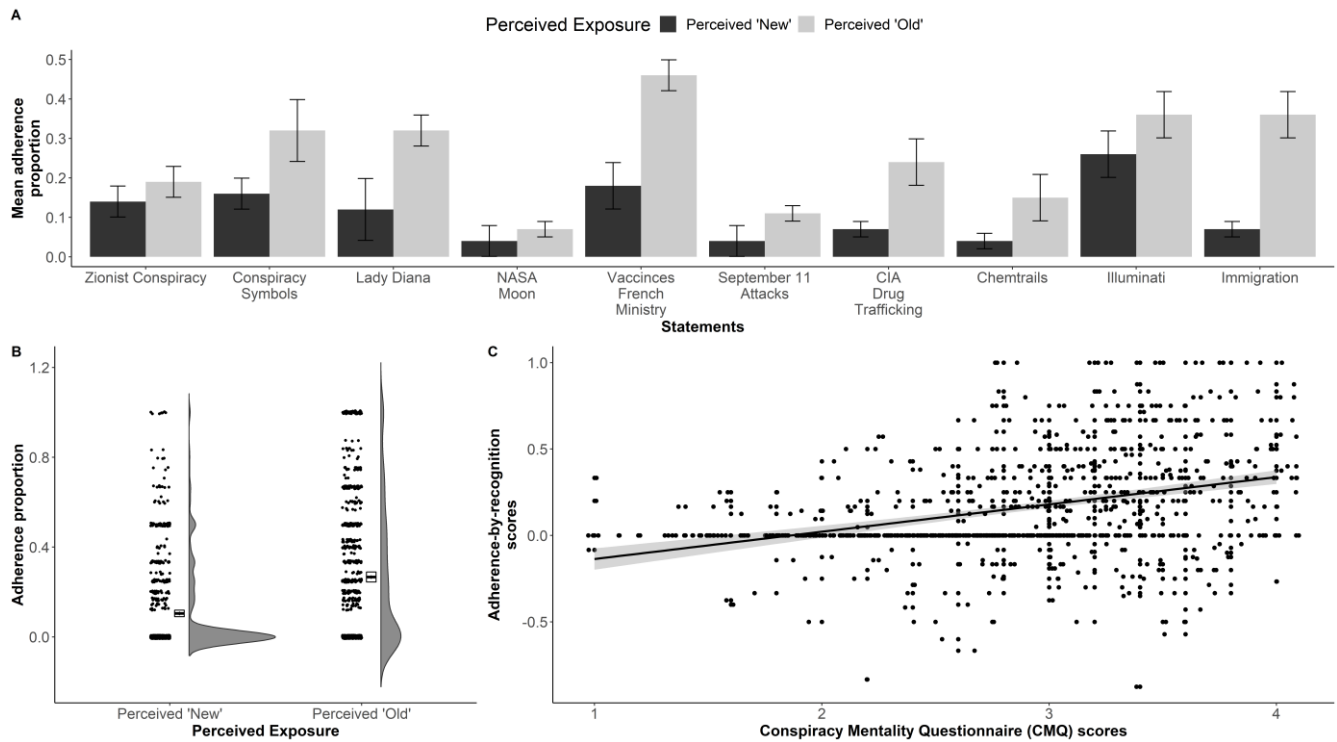 A
Perceived Exposure Perceived 'New' Perceived 'Old'
Mean adherence
proportion
0.5
0.4
0.3
0.2
0.1
0.0
Zionist Conspiracy Conspiracy Lady Diana NASA Vaccinces September 11 CIA Chemtrails Illuminati Immigration
Symbols Moon French Attacks Drug
Ministry Trafficking
Statements
B
Adherence proportion
1.2
0.8
0.4
0.0
Perceived 'New' Perceived 'Old'
Perceived Exposure
C
Adherence-by-recognition
scores
1.0
0.5
0.0
-0.5
1 2 3 4
Conspiracy Mentality Questionnaire (CMQ) scores